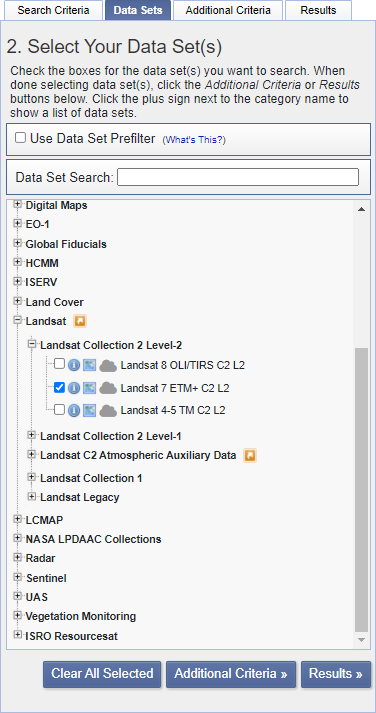 Search Criteria
Data Sets
Additional Criteria
Results
2. Select Your Data Set(s)
Check the boxes for the data set(s) you want to search. When
done selecting data set(s), click the Additional Criteria or Results
buttons below. Click the plus sign next to the category name to
show a list of data sets.
Use Data Set Prefilter (What's This?)
Data Set Search:
Digital Maps
EO-1
Global Fiducials
HCMM
ISERV
Land Cover
Landsat
Landsat Collection 2 Level-2
Landsat 8 OLI/TIRS C2 L2
Landsat 7 ETM+ C2 L2
Landsat 4-5 TM C2 L2
Landsat Collection 2 Level-1
Landsat C2 Atmospheric Auxiliary Data
Landsat Collection 1
Landsat Legacy
LCMAP
NASA LPDAAC Collections
Radar
Sentinel
UAS
Vegetation Monitoring
ISRO Resourcesat
Clear All Selected
Additional Criteria »
Results »